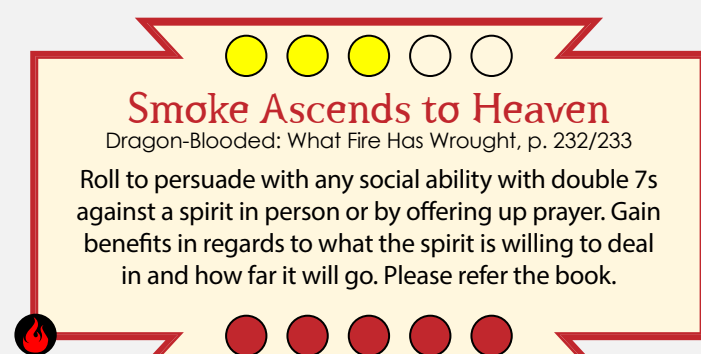 Smoke Ascends to Heaven
Dragon-Blooded: What Fire Has Wrought, p. 232/233
Roll to persuade with any social ability with double 7s
against a spirit in person or by offering up prayer. Gain
benefits in regards to what the spirit is willing to deal
in and how far it will go. Please refer the book.